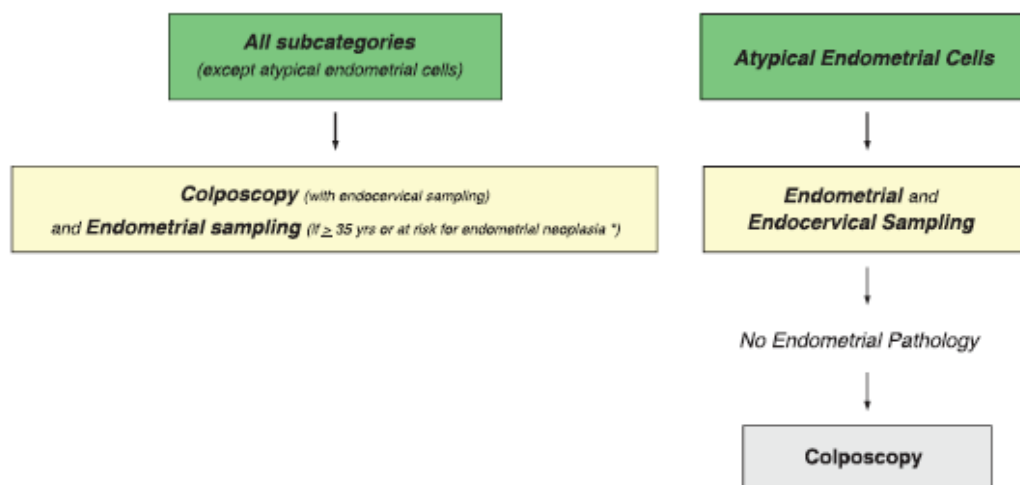 All subcategories
(except atypical endometrial cells)
Colposcopy (with endocervical sampling)
and Endometrial sampling (if ≥ 35 yrs or at risk for endometrial neoplasia *)
Atypical Endometrial Cells
Endometrial and
Endocervical Sampling
No Endometrial Pathology
Colposcopy